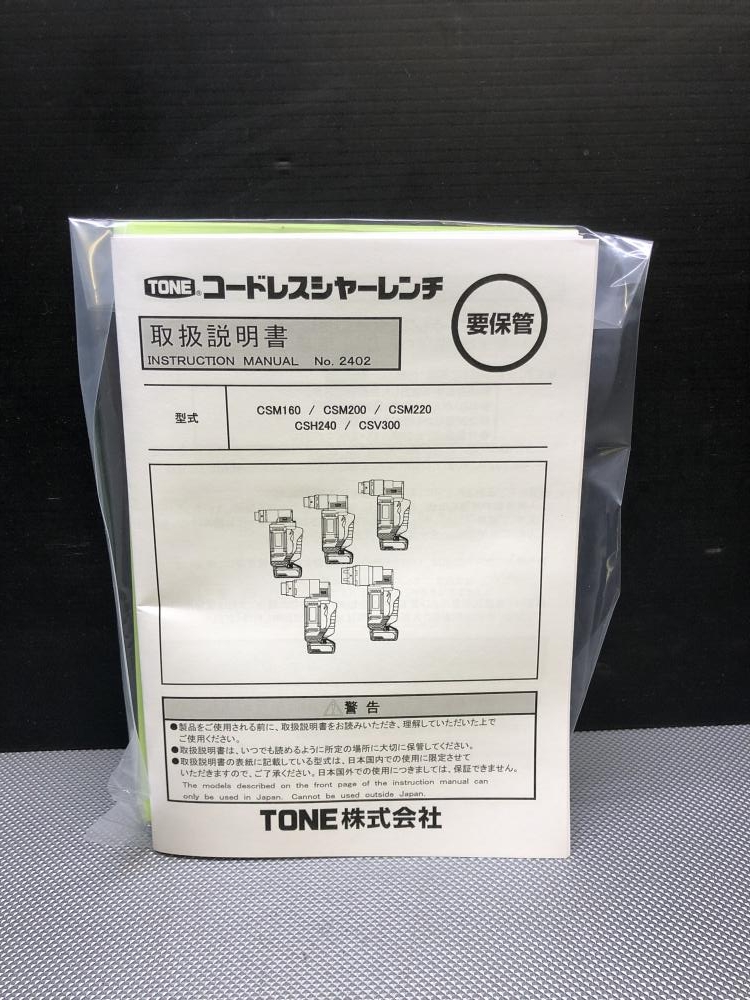 TONE® コードレスシャーレンチ
要保管
取扱説明書
INSTRUCTION MANUAL No. 2402
型式
CSM160 / CSM200 / CSM220
CSH240 / CSV300
警告
●製品をご使用される前に、取扱説明書をお読みいただき、理解していただいた上で
ご使用ください。
●取扱説明書は、いつでも読めるように所定の場所に大切に保管してください。
●取扱説明書の表紙に記載している型式は、日本国内での使用に限定させて
いただきますので、ご了承ください。日本国外での使用につきましては、保証できません。
The models described on the front page of the instruction manual can
only be used in Japan. Cannot be used outside Japan.
TONE株式会社